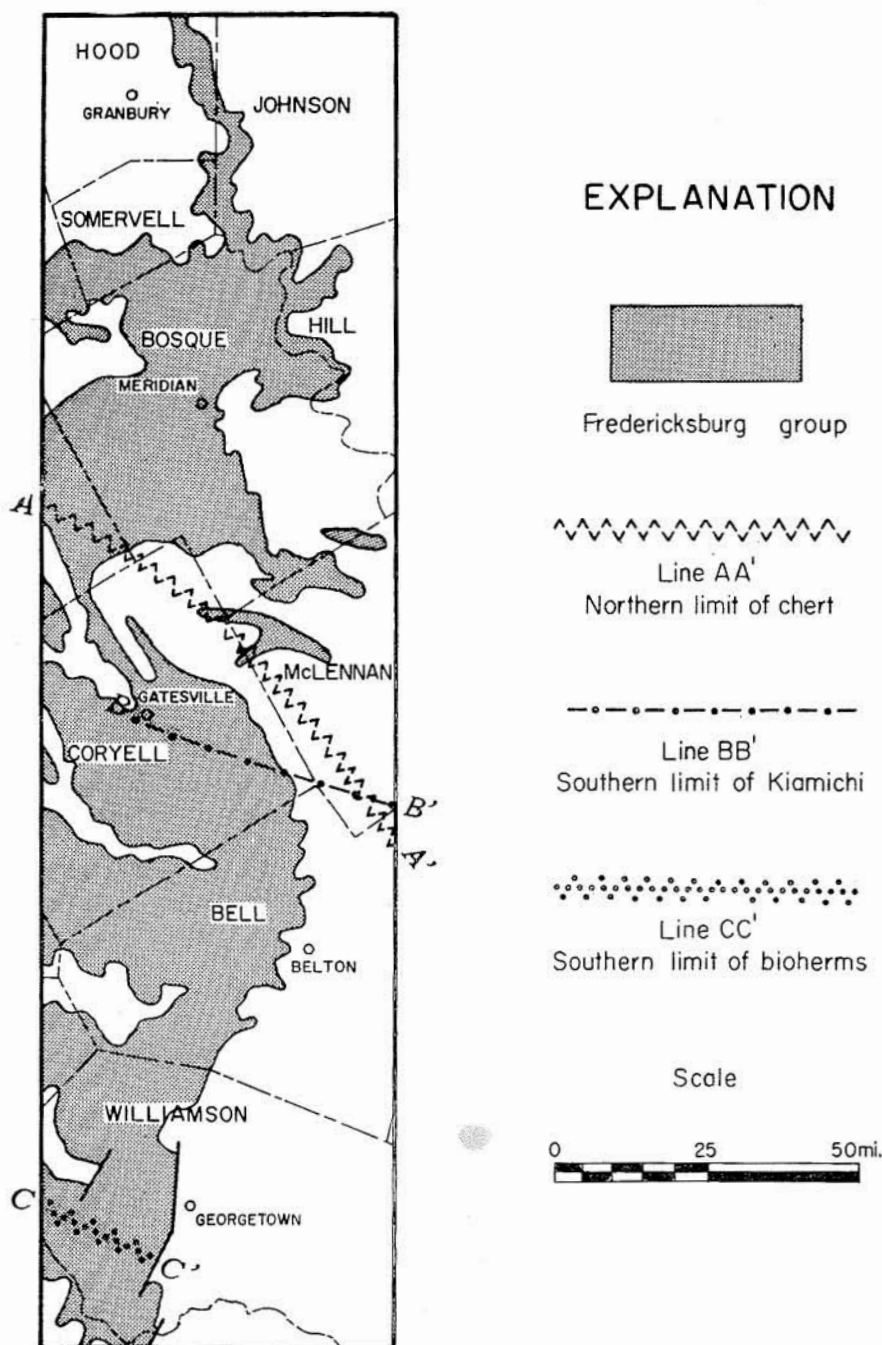 HOOD
GRANBURY
JOHNSON
SOMERVELL
HILL
BOSQUE
MERIDIAN
A
McLENNAN
GATESVILLE
B
CORYELL
B'
A'
BELL
BELTON
WILLIAMSON
C
GEORGETOWN
C'
EXPLANATION
Fredericksburg group
Line AA'
Northern limit of chert
Line BB'
Southern limit of Kiamichi
Line CC'
Southern limit of bioherms
Scale
0 25 50mi.